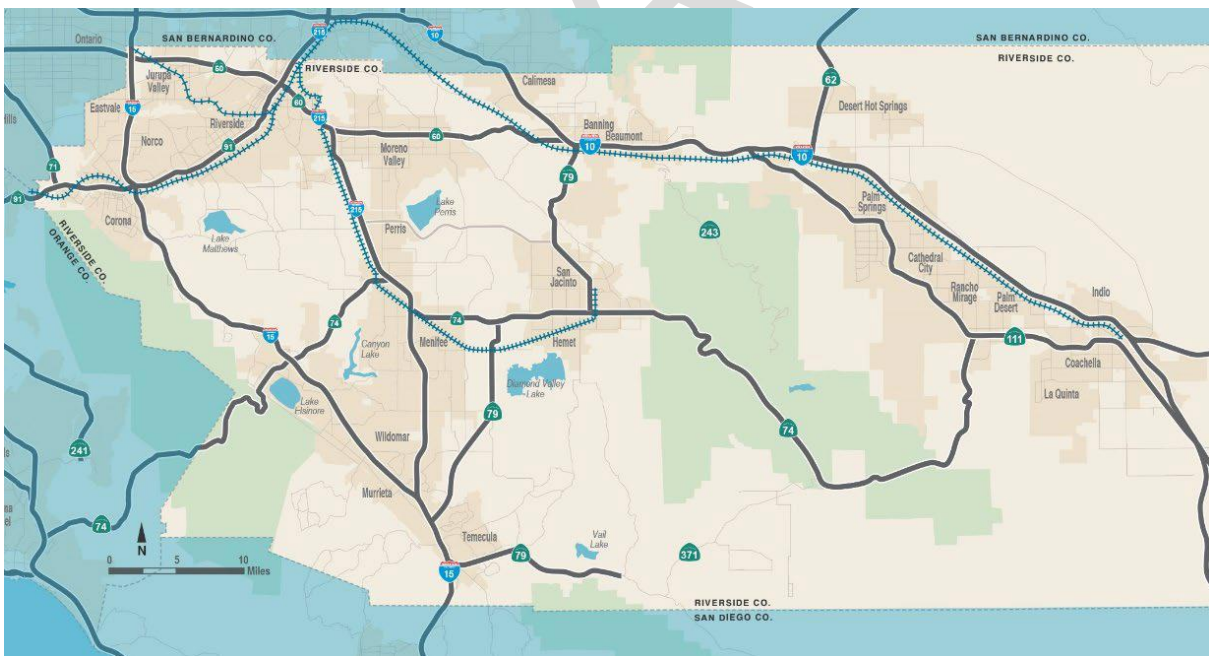 SAN BERNARDINO CO.
SAN BERNARDINO CO.
RIVERSIDE CO.
RIVERSIDE CO.
Ontario
215
10
60
Jurupa
Valley
Eastvale
15
Hills
Norco
Riverside
60
215
91
71
91
Corona
RIVERSIDE CO.
ORANGE CO.
Calimesa
60
Moreno
Valley
Banning
Beaumont
10
79
62
Desert Hot Springs
10
Lake
Matthews
215
Perris
Lake
Perris
243
Palm
Springs
Cathedral
City
Rancho
Mirage
Palm
Desert
Indio
111
Coachella
La Quinta
San
Jacinto
74
Menifee
74
Hemet
15
Canyon
Lake
Lake
Elsinore
Diamond Valley
Lake
79
74
241
Wildomar
Murrieta
74
Temecula
79
15
Vail
Lake
371
N
0 5 10
Miles
RIVERSIDE CO.
SAN DIEGO CO.